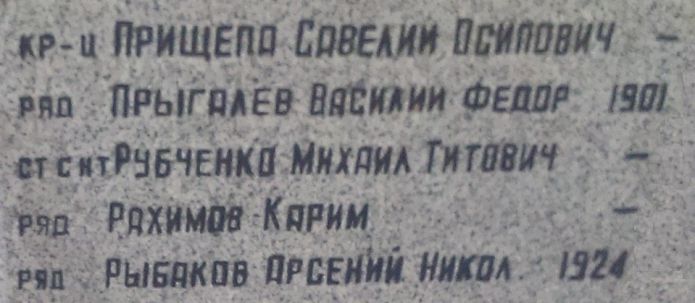 кр-ц Прищепа Савелий Осипович —
ряд Прыгалев Василий Федор 1901
ст снт Рубченко Михаил Титович —
ряд Рахимов Карим —
ряд Рыбаков Арсений Никол. 1924